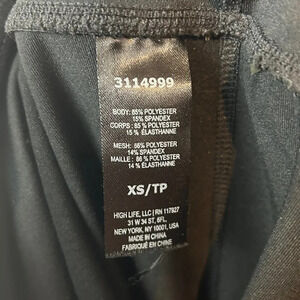 3114999
BODY: 85% POLYESTER
15% SPANDEX
CORPS: 85 % POLYESTER
15 % ÉLASTHANNE
MESH: 86% POLYESTER
14% SPANDEX
MAILLE : 86 % POLYESTER
14 % ÉLASTHANNE
XS/TP
HIGH LIFE, LLC | RN 117927
31 W 34 ST, 6FL,
NEW YORK, NY 10001, USA
MADE IN CHINA
FABRIQUÉ EN CHINE